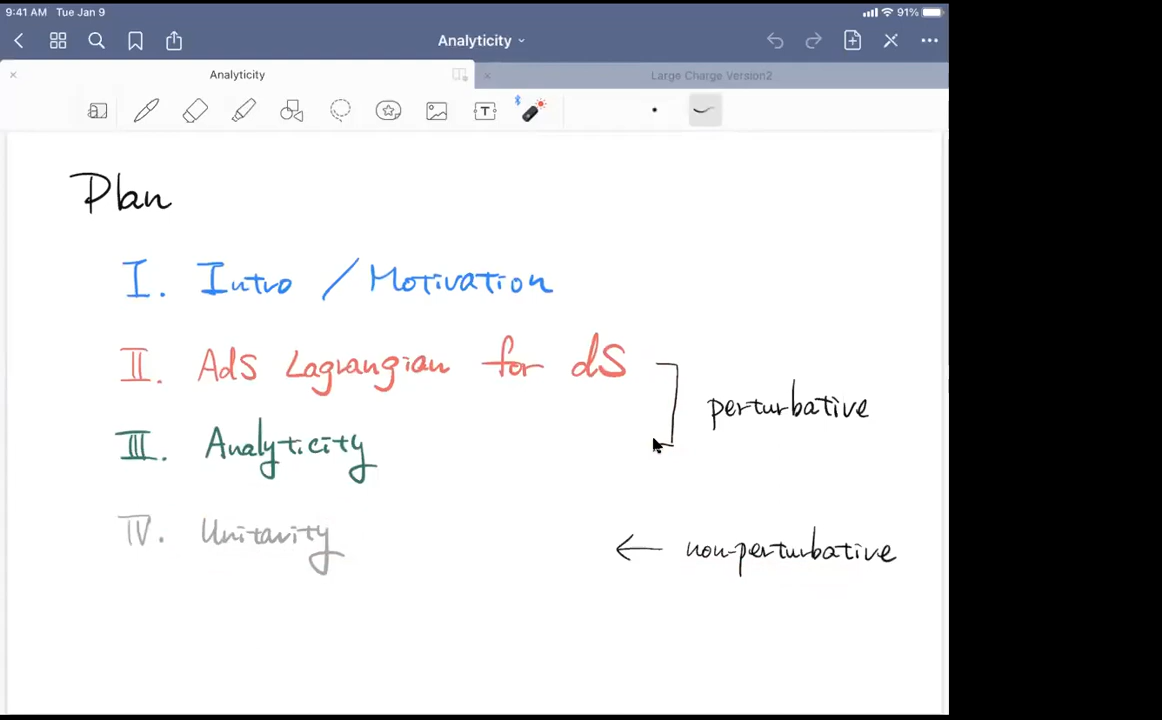 9:41 AM Tue Jan 9 91%
Analyticity
Analyticity Large Charge Version2
Plan
I. Intro / Motivation
II. AdS Lagrangian for dS
perturbative
III. Analyticity
IV. Unitarity ← non-perturbative